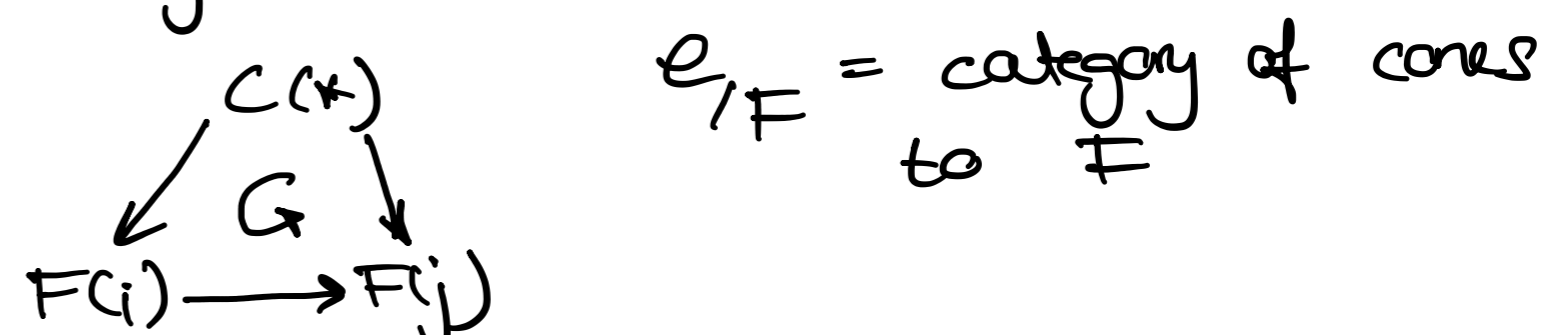 C(*)
F(i) → F(j)
e/F = category of cones
to F